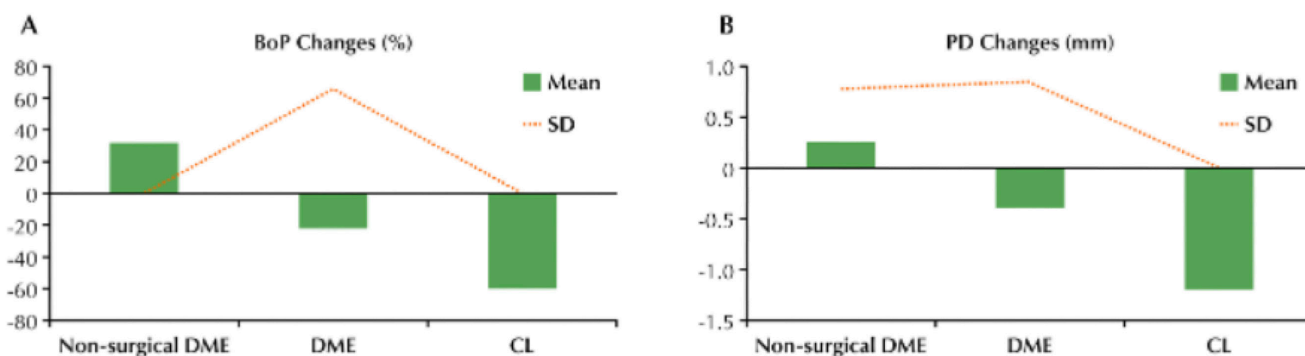 A
BoP Changes (%)
80
60
40
20
0
-20
-40
-60
-80
Mean
SD
Non-surgical DME
DME
CL
B
PD Changes (mm)
1.0
0.5
0
-0.5
-1.0
-1.5
Mean
SD
Non-surgical DME
DME
CL